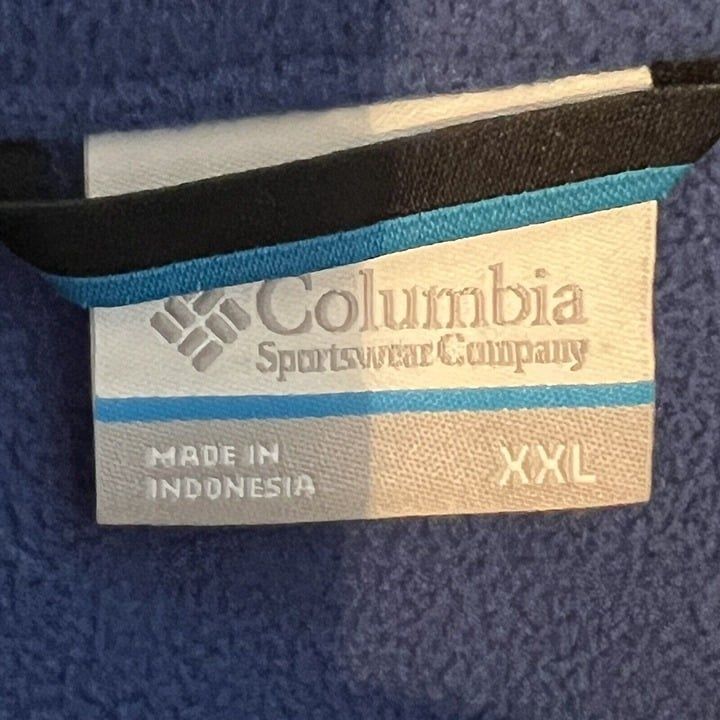 Columbia
Sportswear Company
MADE IN
INDONESIA
XXL